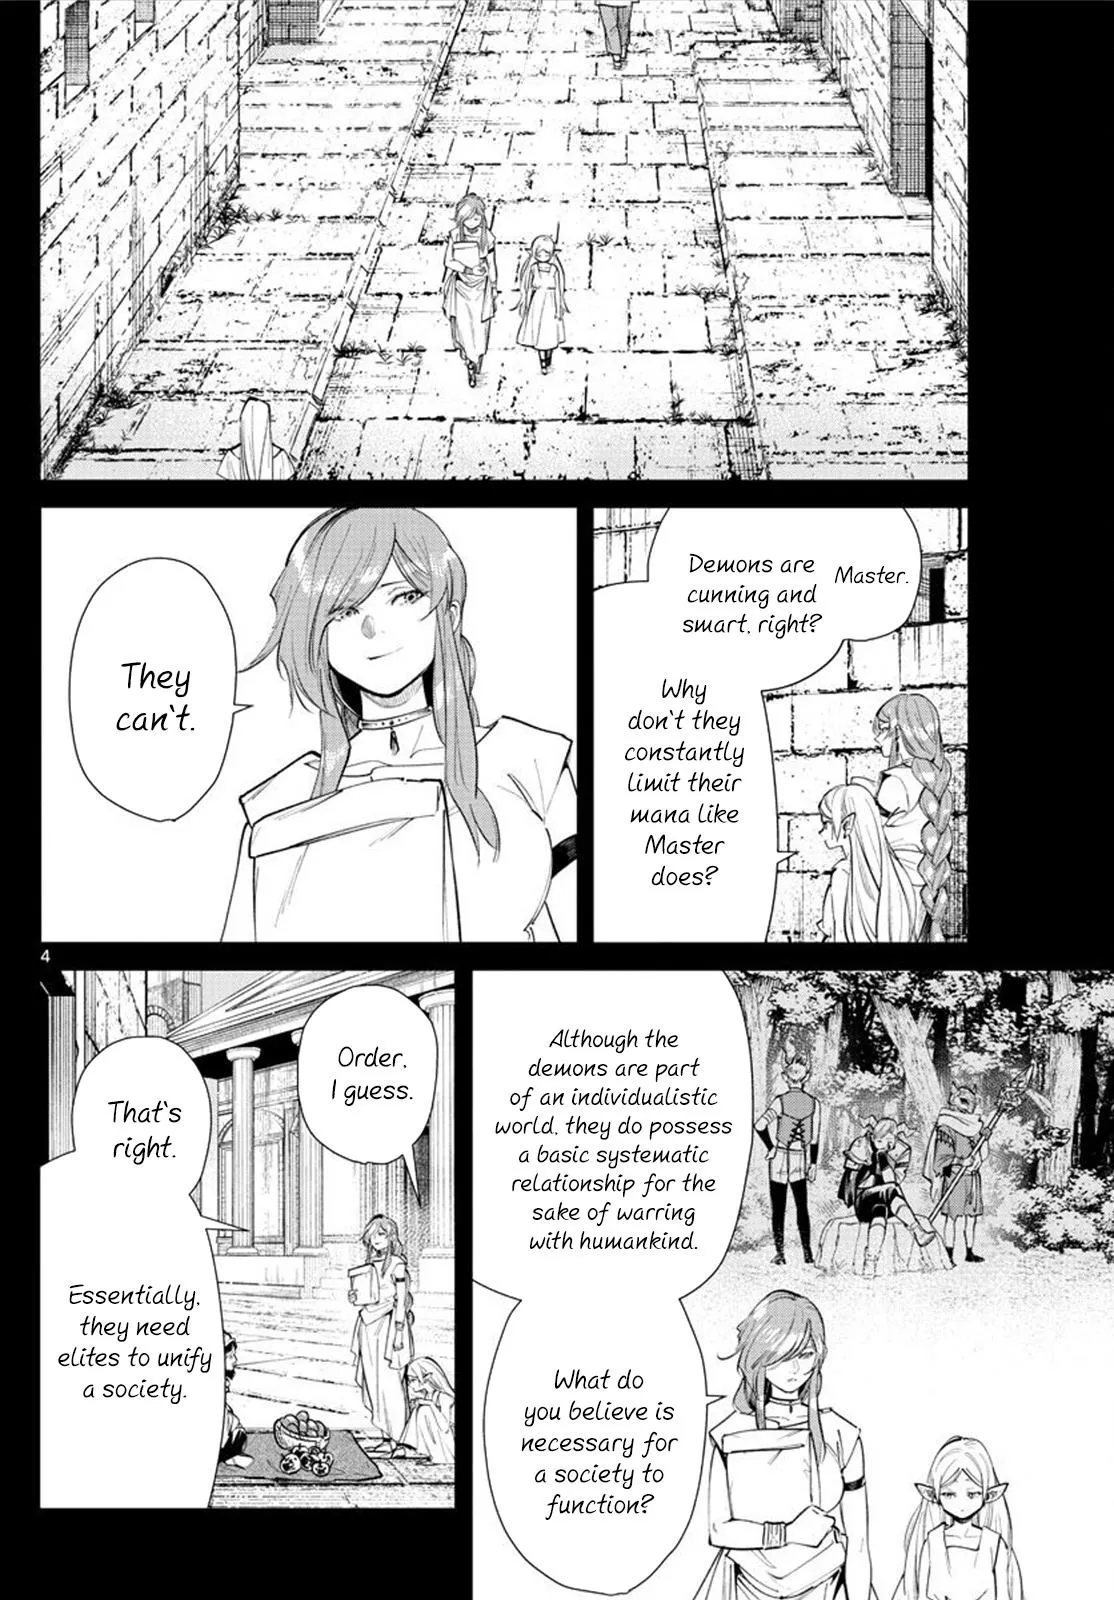 Master.
Demons are
cunning and
smart, right?
Why
don't they
constantly
limit their
mana like
Master
does?
They
can't.
4
Although the
demons are part
of an individualistic
world, they do possess
a basic systematic
relationship for the
sake of warring
with humankind.
What do
you believe is
necessary for
a society to
function?
Order,
I guess.
That's
right.
Essentially,
they need
elites to unify
a society.